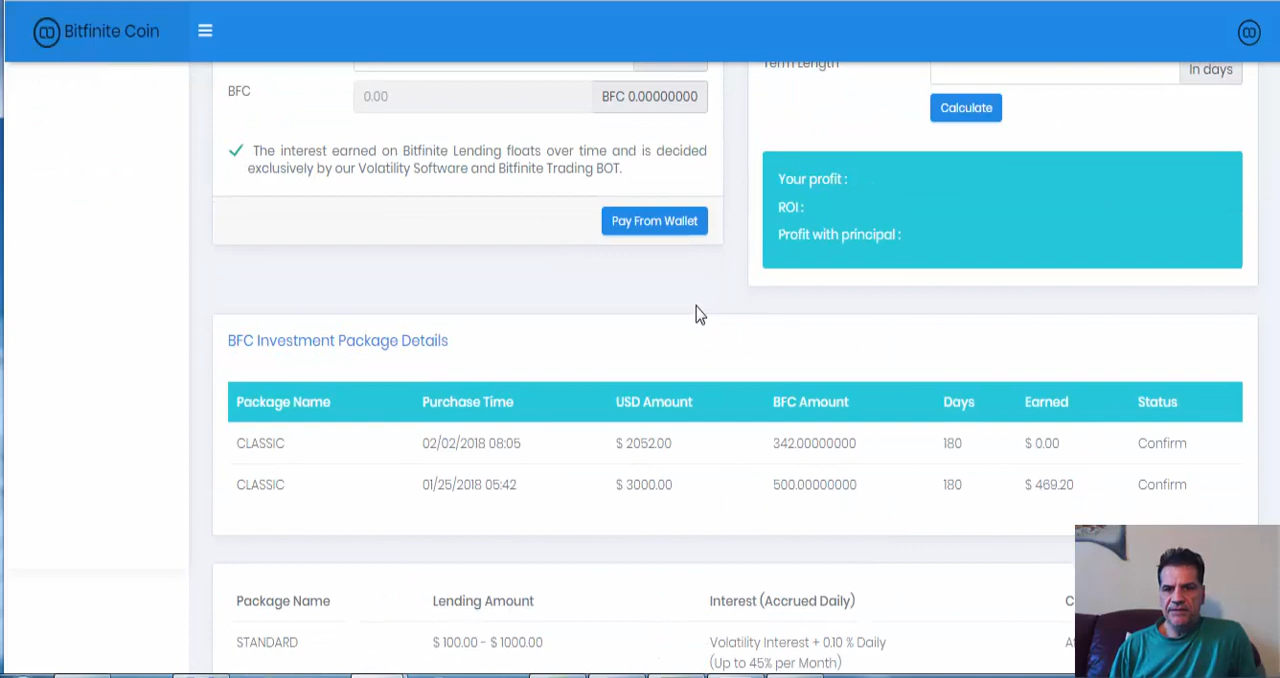 Bitfinite Coin
Term Length
In days
BFC
0.00
BFC 0.00000000
Calculate
The interest earned on Bitfinite Lending floats over time and is decided
exclusively by our Volatility Software and Bitfinite Trading BOT.
Pay From Wallet
Your profit :
ROI :
Profit with principal :
BFC Investment Package Details
Package Name Purchase Time USD Amount BFC Amount Days Earned Status
CLASSIC 02/02/2018 08:05 $ 2052.00 342.00000000 180 $ 0.00 Confirm
CLASSIC 01/25/2018 05:42 $ 3000.00 500.00000000 180 $ 469.20 Confirm
Package Name Lending Amount Interest (Accrued Daily)
STANDARD $ 100.00 - $ 1000.00 Volatility Interest + 0.10 % Daily
(Up to 45% per Month)